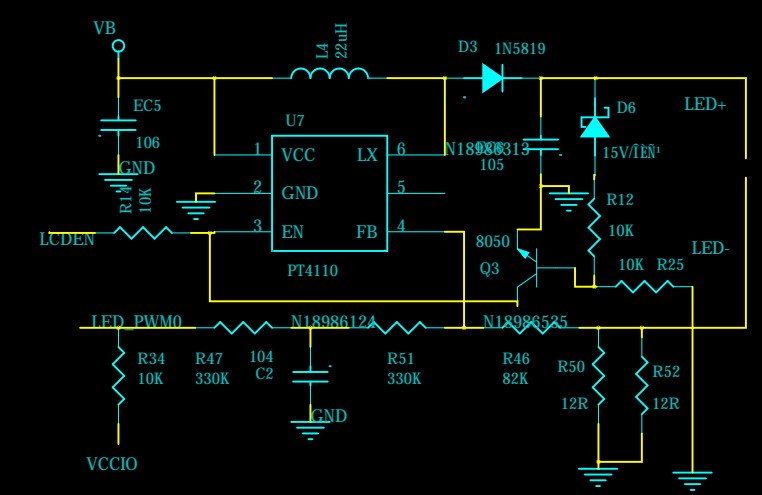 VB
L4
22uH
D3
1N5819
EC5
106
GND
U7
1
VCC
LX
6
2
GND
5
3
EN
FB
4
PT4110
N18986313
105
D6
LED+
R14
10K
LCDEN
R12
10K
8050
Q3
10K
R25
LED-
LED_PWM0
N18986124
N18986535
R34
10K
R47
330K
104
C2
R51
330K
R46
82K
R50
12R
R52
12R
GND
VCCIO